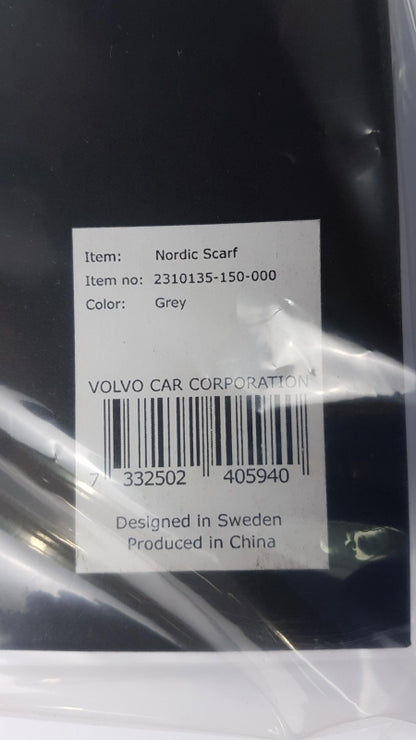 Item: Nordic Scarf
Item no: 2310135-150-000
Color: Grey
VOLVO CAR CORPORATION
7 332502 405940
Designed in Sweden
Produced in China